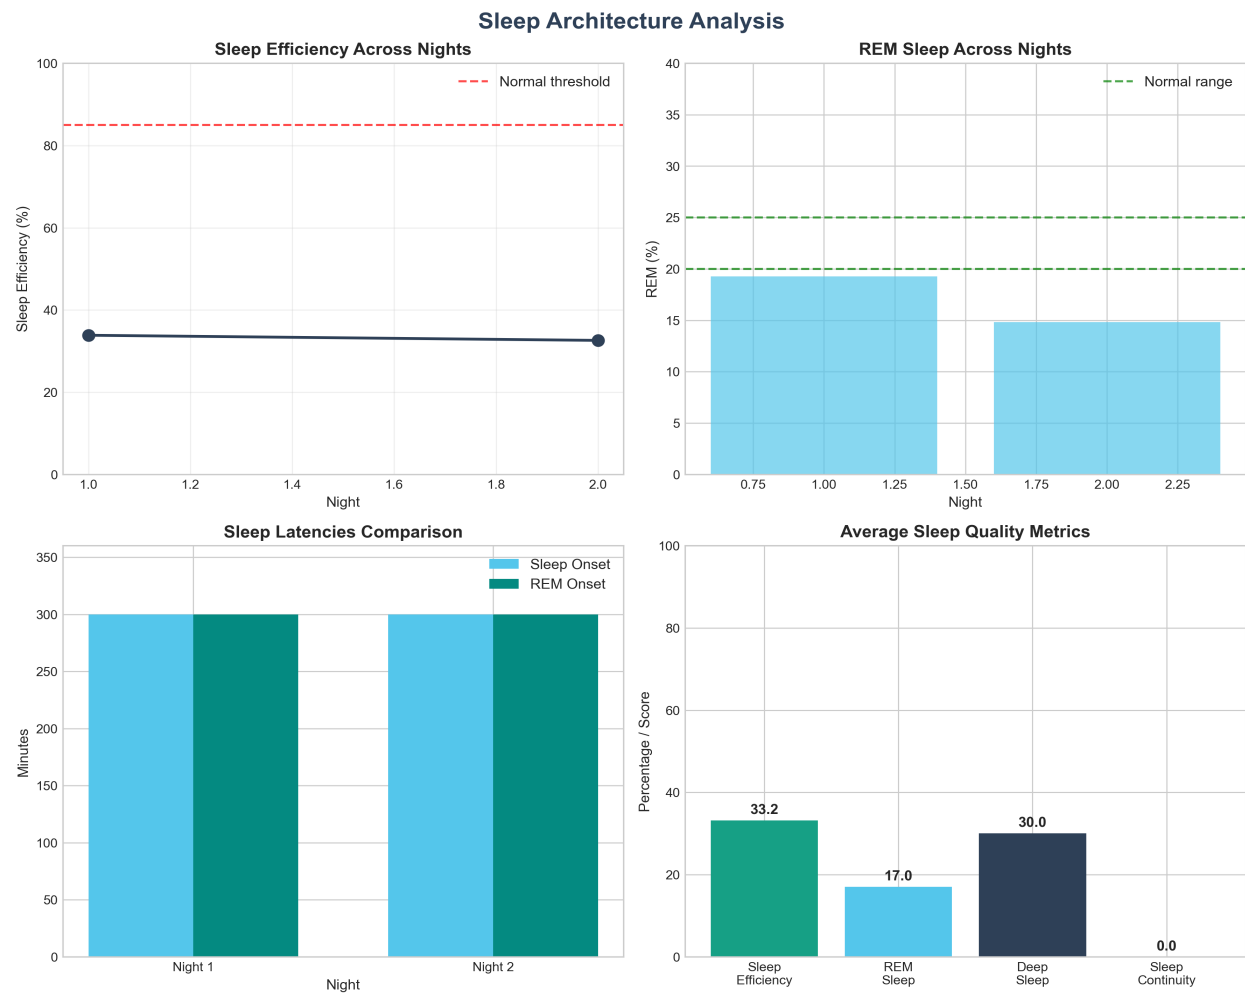 Sleep Architecture Analysis
Sleep Efficiency Across Nights
100
80
60
40
20
0
Sleep Efficiency (%)
Normal threshold
1.0 1.2 1.4 1.6 1.8 2.0
Night
REM Sleep Across Nights
40
35
30
25
20
15
10
5
0
REM (%)
Normal range
0.75 1.00 1.25 1.50 1.75 2.00 2.25
Night
Sleep Latencies Comparison
350
300
250
200
150
100
50
0
Minutes
Sleep Onset
REM Onset
Night 1 Night 2
Night
Average Sleep Quality Metrics
100
80
60
40
20
0
Percentage / Score
33.2
17.0
30.0
0.0
Sleep
Efficiency
REM
Sleep
Deep
Sleep
Sleep
Continuity